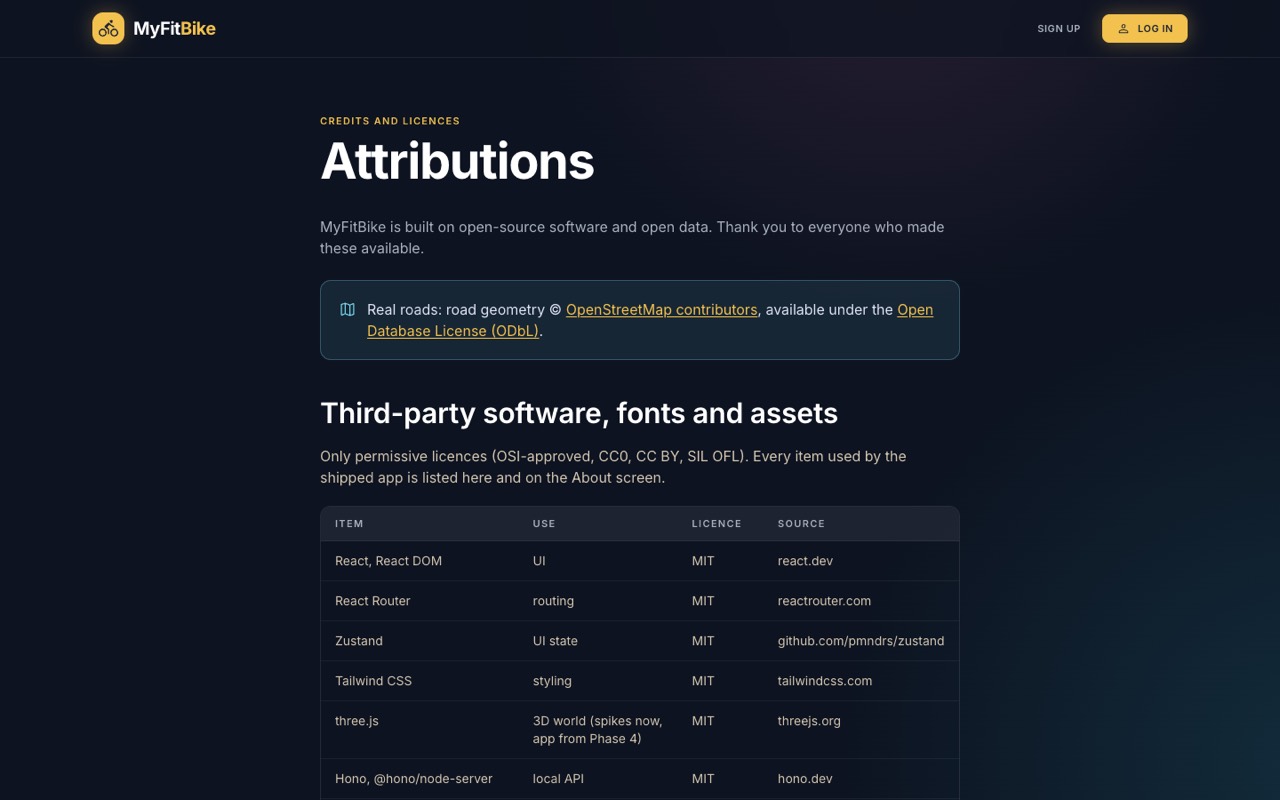 MyFitBike
SIGN UP
LOG IN
CREDITS AND LICENCES
Attributions
MyFitBike is built on open-source software and open data. Thank you to everyone who made
these available.
Real roads: road geometry © OpenStreetMap contributors, available under the Open
Database License (ODbL).
Third-party software, fonts and assets
Only permissive licences (OSI-approved, CC0, CC BY, SIL OFL). Every item used by the
shipped app is listed here and on the About screen.
ITEM USE LICENCE SOURCE
React, React DOM UI MIT react.dev
React Router routing MIT reactrouter.com
Zustand UI state MIT github.com/pmndrs/zustand
Tailwind CSS styling MIT tailwindcss.com
three.js 3D world (spikes now, MIT threejs.org
app from Phase 4)
Hono, @hono/node-server local API MIT hono.dev